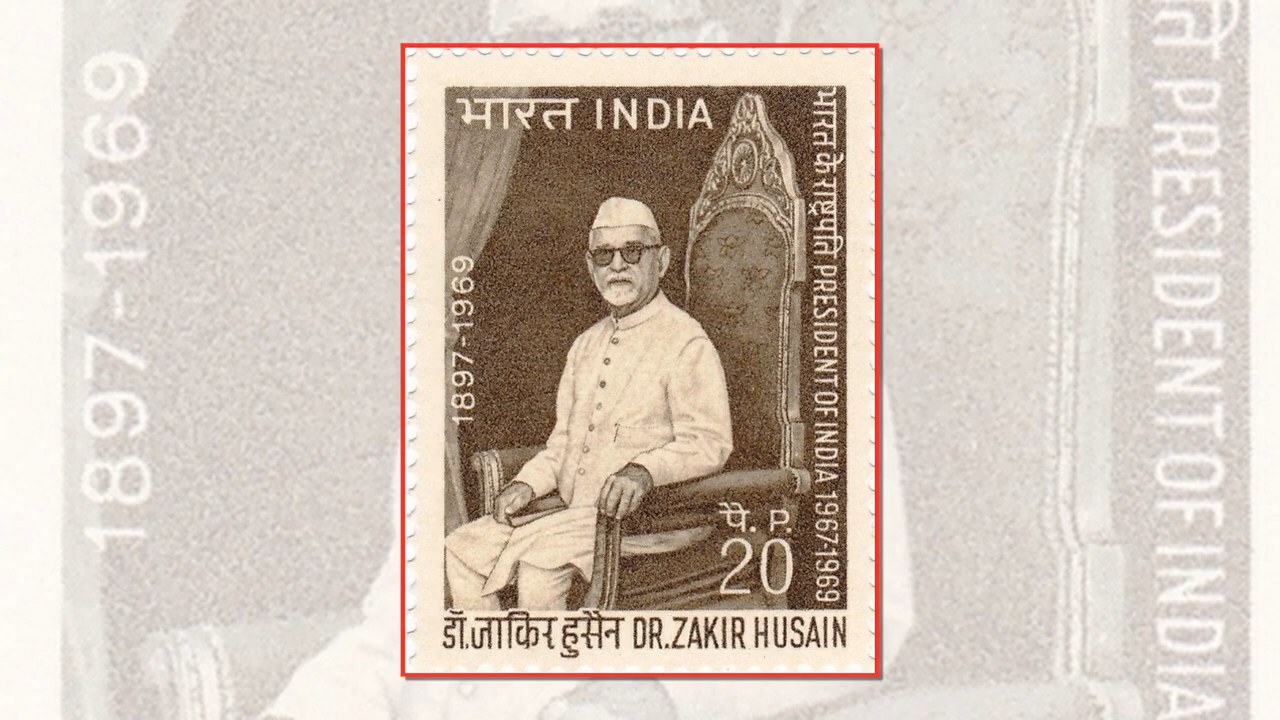 भारत INDIA
1897-1969
भारत के राष्ट्रपति PRESIDENT OF INDIA 1967-1969
पै. P.
20
डॉ.जाकिर हुसैन DR.ZAKIR HUSAIN
1897-1969
ति PRESIDENT OF INDIA